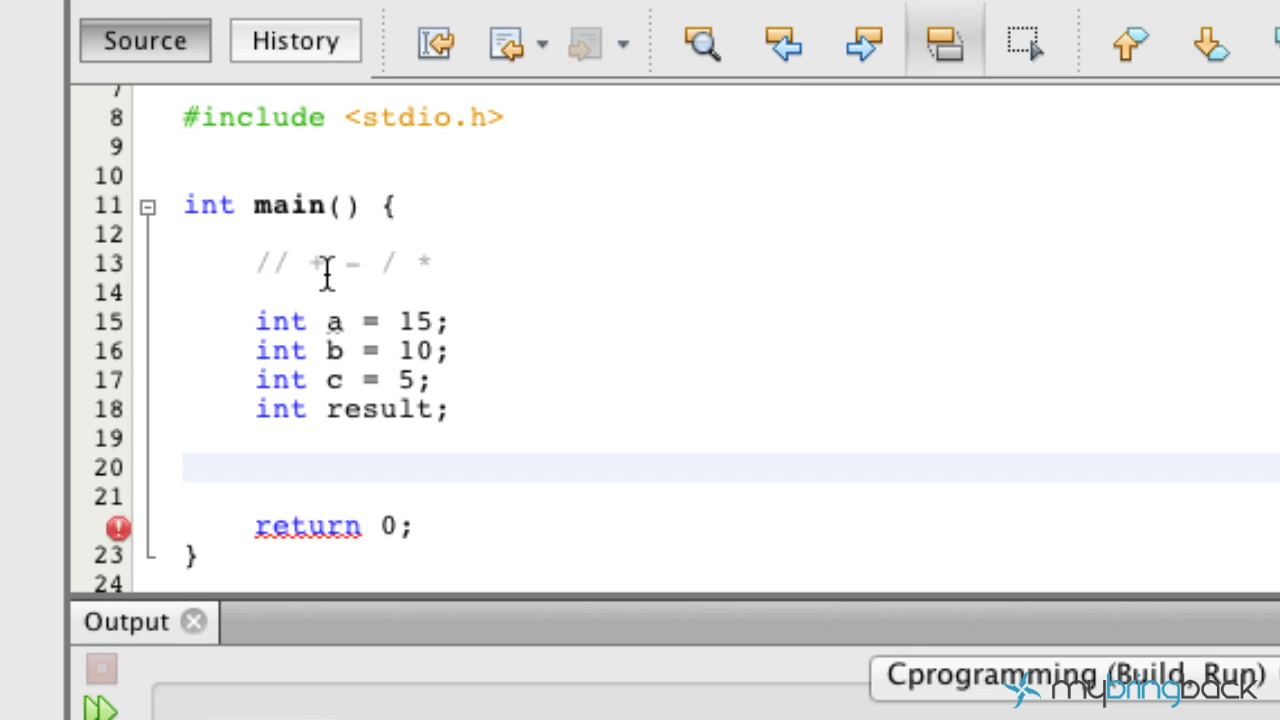 Source History
7
8 #include <stdio.h>
9
10
11 int main() {
12
13 // + - / *
14
15 int a = 15;
16 int b = 10;
17 int c = 5;
18 int result;
19
20
21
return 0;
23 }
24
Output
Cprogramming (Build, Run)
mybringback